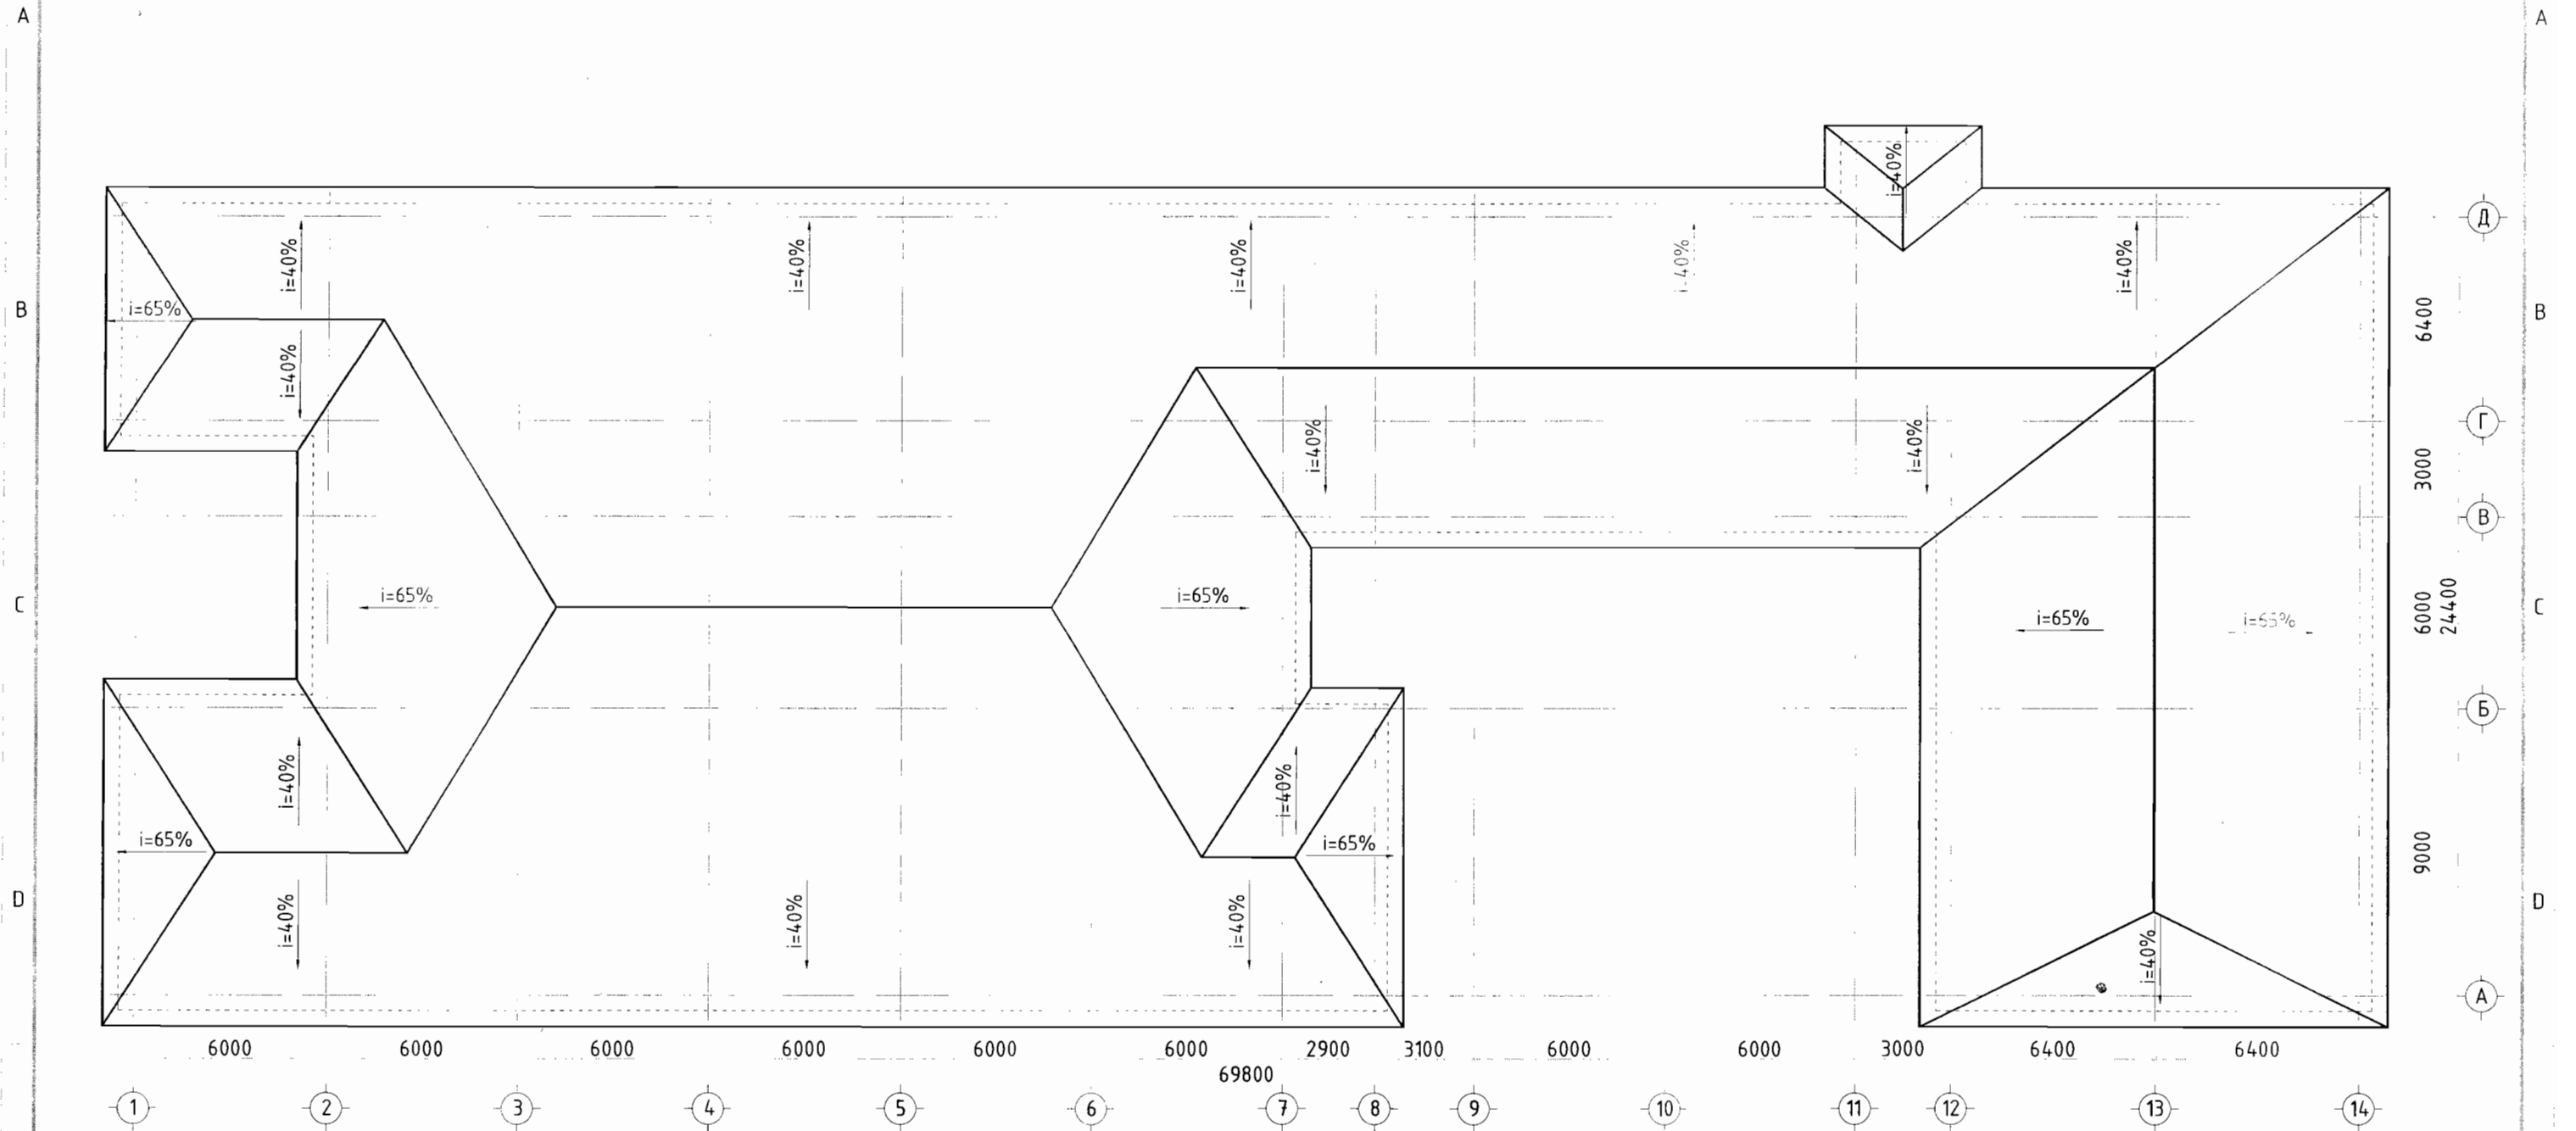 A A
i=40%
Д
i=40% i=40% i=40% i=40% i=40%
B i=65% B
6400
i=40%
Г
i=40% i=40%
3000
В
C i=65% i=65% i=65% i=65% C
6000
24400
Б
i=40% i=40%
i=65% i=65%
9000
D i=40% i=40% i=40% i=40% D
А
6000 6000 6000 6000 6000 6000 2900 3100 6000 6000 3000 6400 6400
69800
1 2 3 4 5 6 7 8 9 10 11 12 13 14